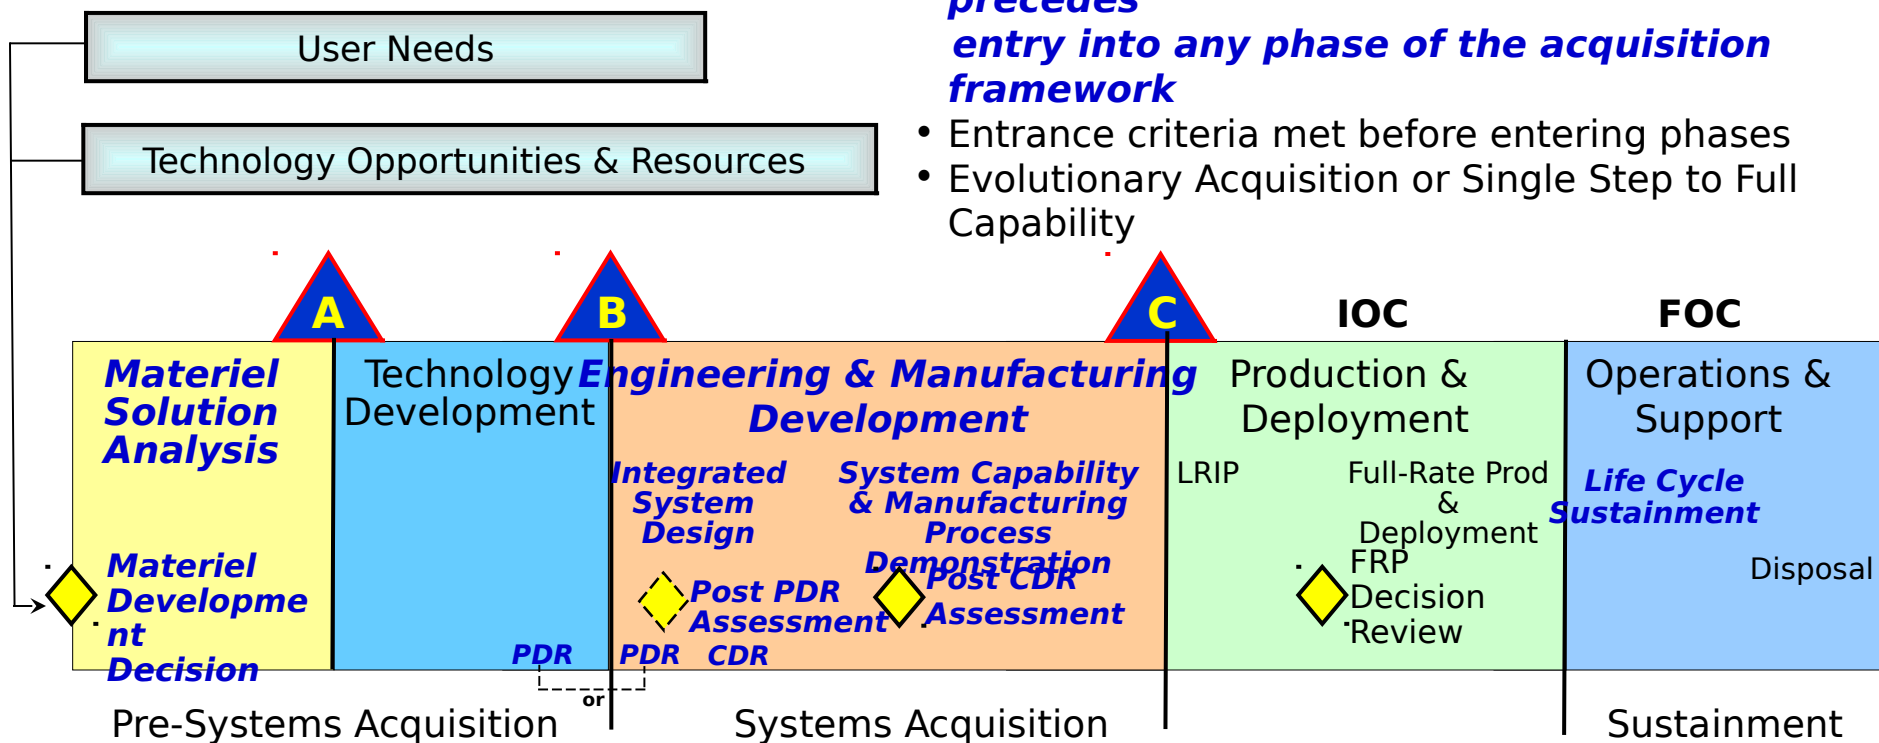 precedes
entry into any phase of the acquisition
framework
• Entrance criteria met before entering phases
• Evolutionary Acquisition or Single Step to Full
Capability
User Needs
Technology Opportunities & Resources
A
B
C
IOC
FOC
Materiel
Solution
Analysis
Technology
Development
Engineering & Manufacturing
Development
Production &
Deployment
Operations &
Support
Integrated
System
Design
System Capability
& Manufacturing
Process
Demonstration
LRIP
Full-Rate Prod
&
Deployment
Life Cycle
Sustainment
Disposal
Materiel
Developme
nt
Decision
Post PDR
Assessment
Post CDR
Assessment
FRP
Decision
Review
PDR
PDR
CDR
or
Pre-Systems Acquisition
Systems Acquisition
Sustainment